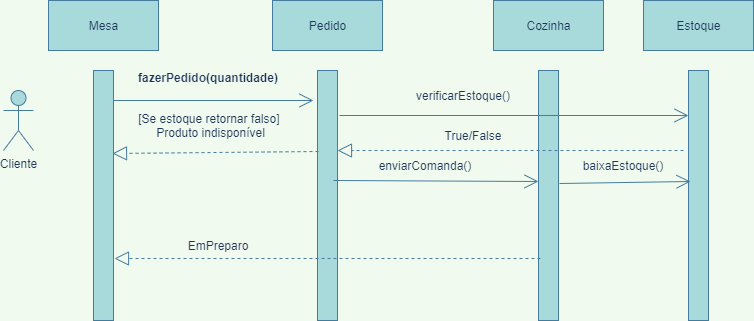 Mesa
Pedido
Cozinha
Estoque
fazerPedido(quantidade)
verificarEstoque()
[Se estoque retornar falso]
Produto indisponível
True/False
Cliente
enviarComanda()
baixaEstoque()
EmPreparo